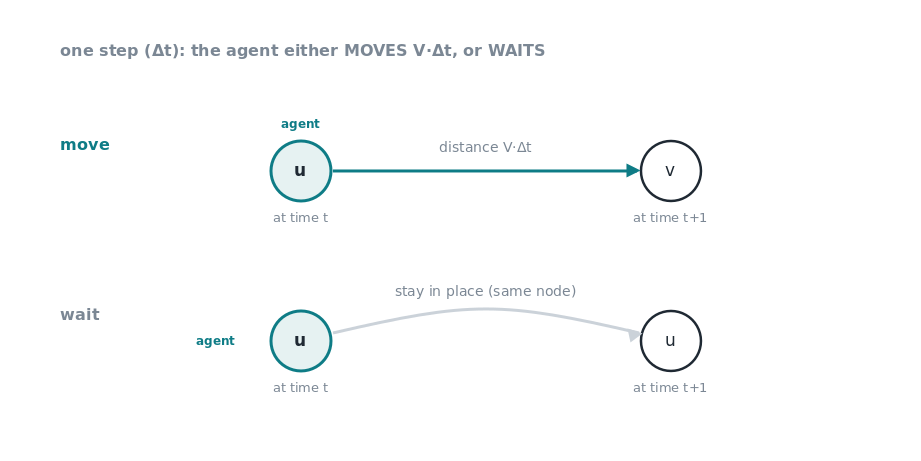 one step (Δt): the agent either MOVES V·Δt, or WAITS
agent
move
distance V·Δt
u
v
at time t
at time t+1
stay in place (same node)
wait
agent
u
u
at time t
at time t+1